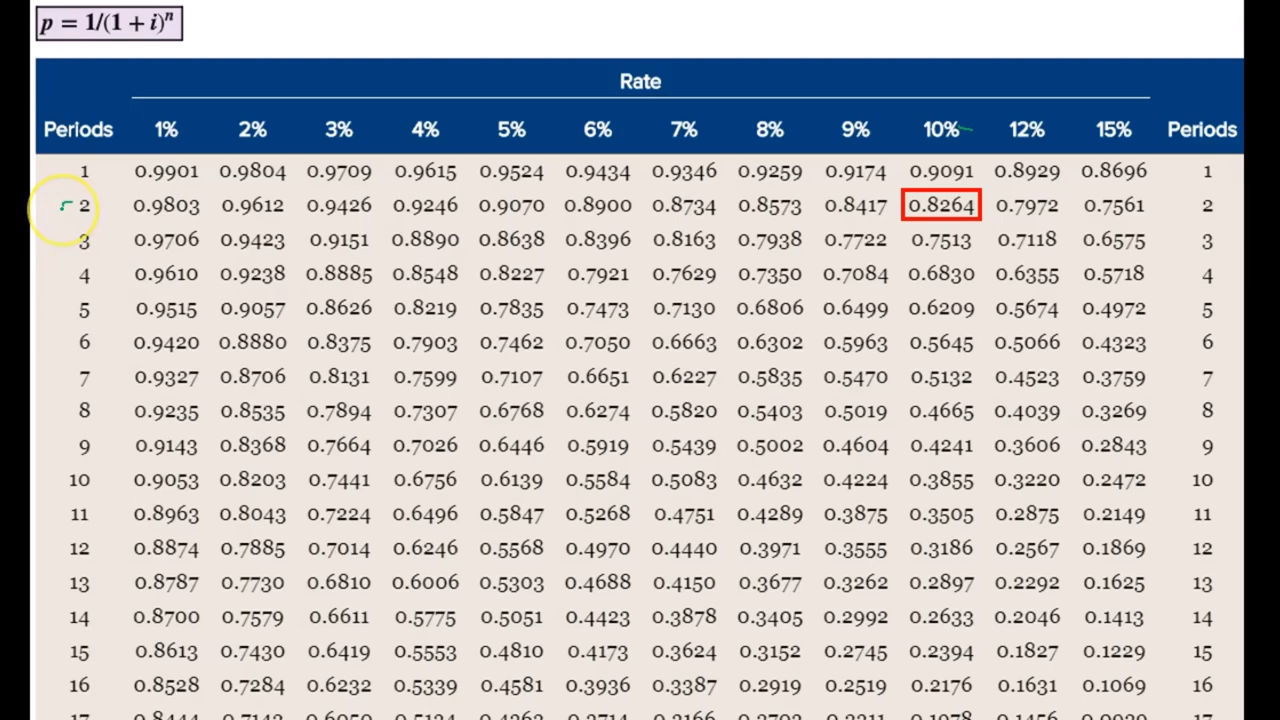 p = 1/(1 + i)ⁿ
Rate
Periods 1% 2% 3% 4% 5% 6% 7% 8% 9% 10% 12% 15% Periods
1 0.9901 0.9804 0.9709 0.9615 0.9524 0.9434 0.9346 0.9259 0.9174 0.9091 0.8929 0.8696 1
2 0.9803 0.9612 0.9426 0.9246 0.9070 0.8900 0.8734 0.8573 0.8417 0.8264 0.7972 0.7561 2
3 0.9706 0.9423 0.9151 0.8890 0.8638 0.8396 0.8163 0.7938 0.7722 0.7513 0.7118 0.6575 3
4 0.9610 0.9238 0.8885 0.8548 0.8227 0.7921 0.7629 0.7350 0.7084 0.6830 0.6355 0.5718 4
5 0.9515 0.9057 0.8626 0.8219 0.7835 0.7473 0.7130 0.6806 0.6499 0.6209 0.5674 0.4972 5
6 0.9420 0.8880 0.8375 0.7903 0.7462 0.7050 0.6663 0.6302 0.5963 0.5645 0.5066 0.4323 6
7 0.9327 0.8706 0.8131 0.7599 0.7107 0.6651 0.6227 0.5835 0.5470 0.5132 0.4523 0.3759 7
8 0.9235 0.8535 0.7894 0.7307 0.6768 0.6274 0.5820 0.5403 0.5019 0.4665 0.4039 0.3269 8
9 0.9143 0.8368 0.7664 0.7026 0.6446 0.5919 0.5439 0.5002 0.4604 0.4241 0.3606 0.2843 9
10 0.9053 0.8203 0.7441 0.6756 0.6139 0.5584 0.5083 0.4632 0.4224 0.3855 0.3220 0.2472 10
11 0.8963 0.8043 0.7224 0.6496 0.5847 0.5268 0.4751 0.4289 0.3875 0.3505 0.2875 0.2149 11
12 0.8874 0.7885 0.7014 0.6246 0.5568 0.4970 0.4440 0.3971 0.3555 0.3186 0.2567 0.1869 12
13 0.8787 0.7730 0.6810 0.6006 0.5303 0.4688 0.4150 0.3677 0.3262 0.2897 0.2292 0.1625 13
14 0.8700 0.7579 0.6611 0.5775 0.5051 0.4423 0.3878 0.3405 0.2992 0.2633 0.2046 0.1413 14
15 0.8613 0.7430 0.6419 0.5553 0.4810 0.4173 0.3624 0.3152 0.2745 0.2394 0.1827 0.1229 15
16 0.8528 0.7284 0.6232 0.5339 0.4581 0.3936 0.3387 0.2919 0.2519 0.2176 0.1631 0.1069 16